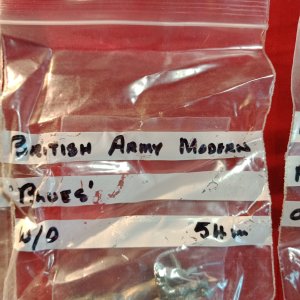 BRITISH ARMY MODERN
'BLUES'
W/D 54mm